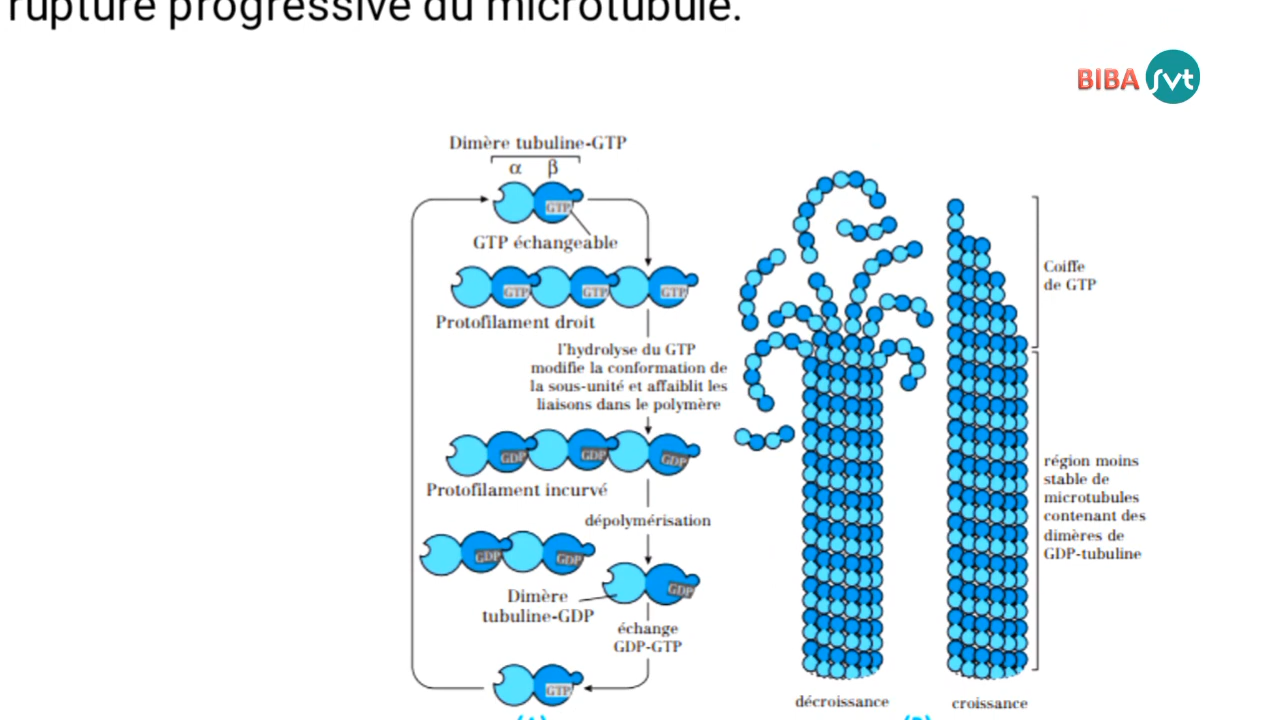 rupture progressive du microtubule.
BIBA svt
Dimère tubuline-GTP
α β
GTP
GTP échangeable
GTP GTP GTP
Protofilament droit
l'hydrolyse du GTP
modifie la conformation de
la sous-unité et affaiblit les
liaisons dans le polymère
GDP GDP GDP
Protofilament incurvé
dépolymérisation
GDP GDP
GDP
Dimère
tubuline-GDP
échange
GDP-GTP
GTP
Coiffe
de GTP
région moins
stable de
microtubules
contenant des
dimères de
GDP-tubuline
décroissance
croissance